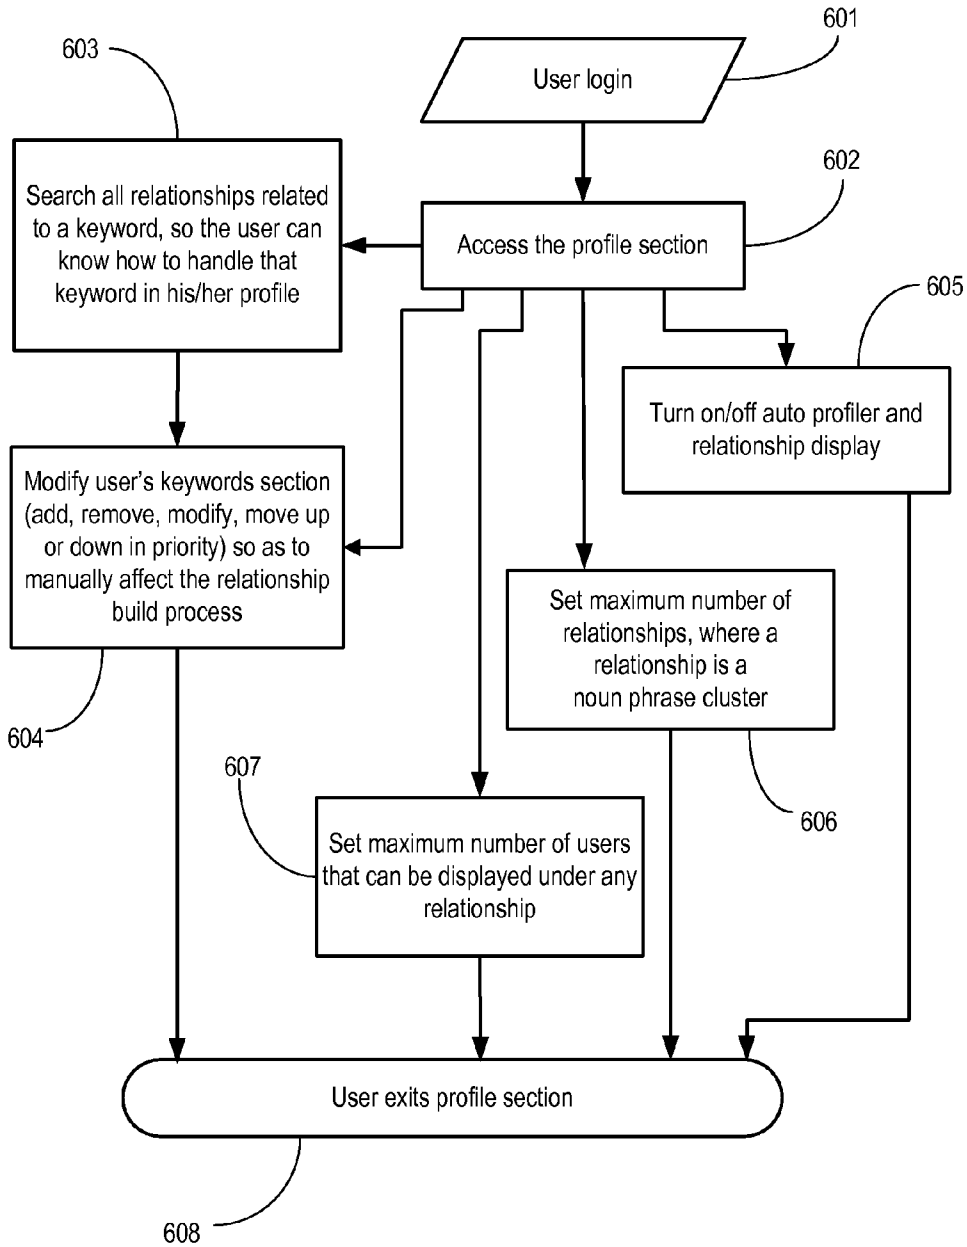 601
User login
603
602
Search all relationships related
to a keyword, so the user can
know how to handle that
keyword in his/her profile
Access the profile section
605
Turn on/off auto profiler and
relationship display
Modify user's keywords section
(add, remove, modify, move up
or down in priority) so as to
manually affect the relationship
build process
604
Set maximum number of
relationships, where a
relationship is a
noun phrase cluster
606
607
Set maximum number of users
that can be displayed under any
relationship
User exits profile section
608